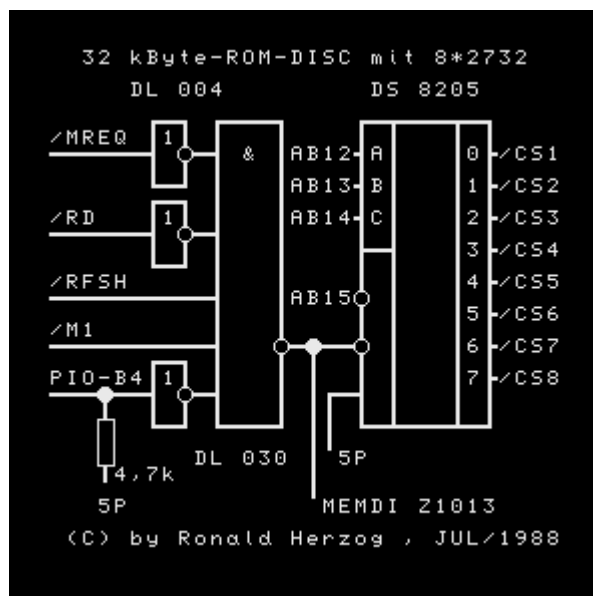 32 kByte-ROM-DISC mit 8*2732
DL 004 DS 8205
/MREQ 1 & AB12 A 0 /CS1
AB13 B 1 /CS2
/RD 1 AB14 C 2 /CS3
3 /CS4
/RFSH 4 /CS5
AB15
5 /CS6
/M1 6 /CS7
PIO-B4 1 7 /CS8
DL 030 5P
4,7k
5P MEMDI Z1013
(C) by Ronald Herzog , JUL/1988